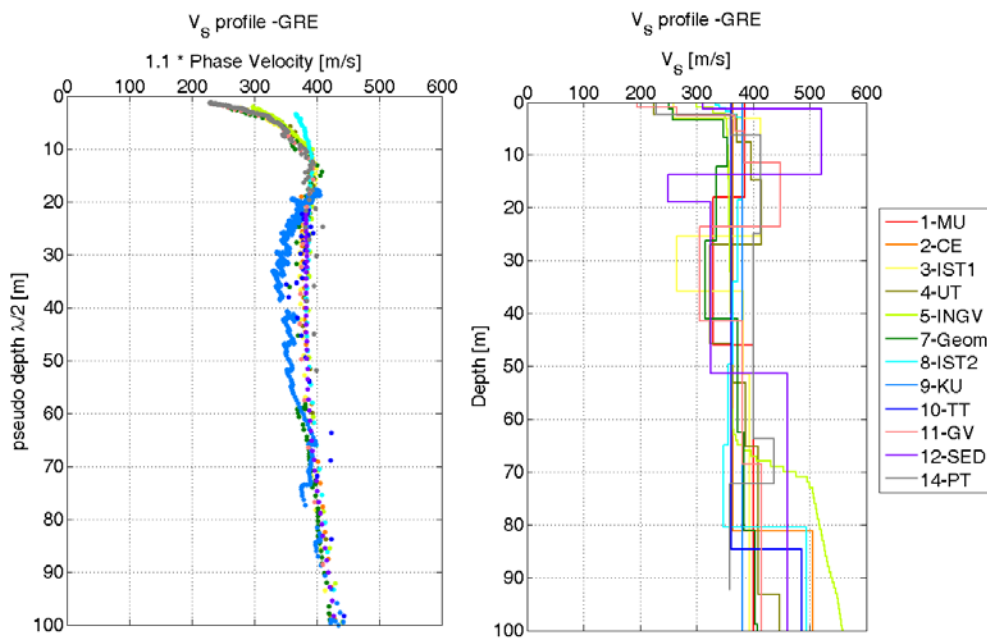 V_s profile -GRE
1.1 * Phase Velocity [m/s]
0 100 200 300 400 500 600
0
10
20
30
40
50
60
70
80
90
100
pseudo depth λ/2 [m]
V_s profile -GRE
V_s [m/s]
0 100 200 300 400 500 600
0
10
20
30
40
50
60
70
80
90
100
Depth [m]
1-MU
2-CE
3-IST1
4-UT
5-INGV
7-Geom
8-IST2
9-KU
10-TT
11-GV
12-SED
14-PT